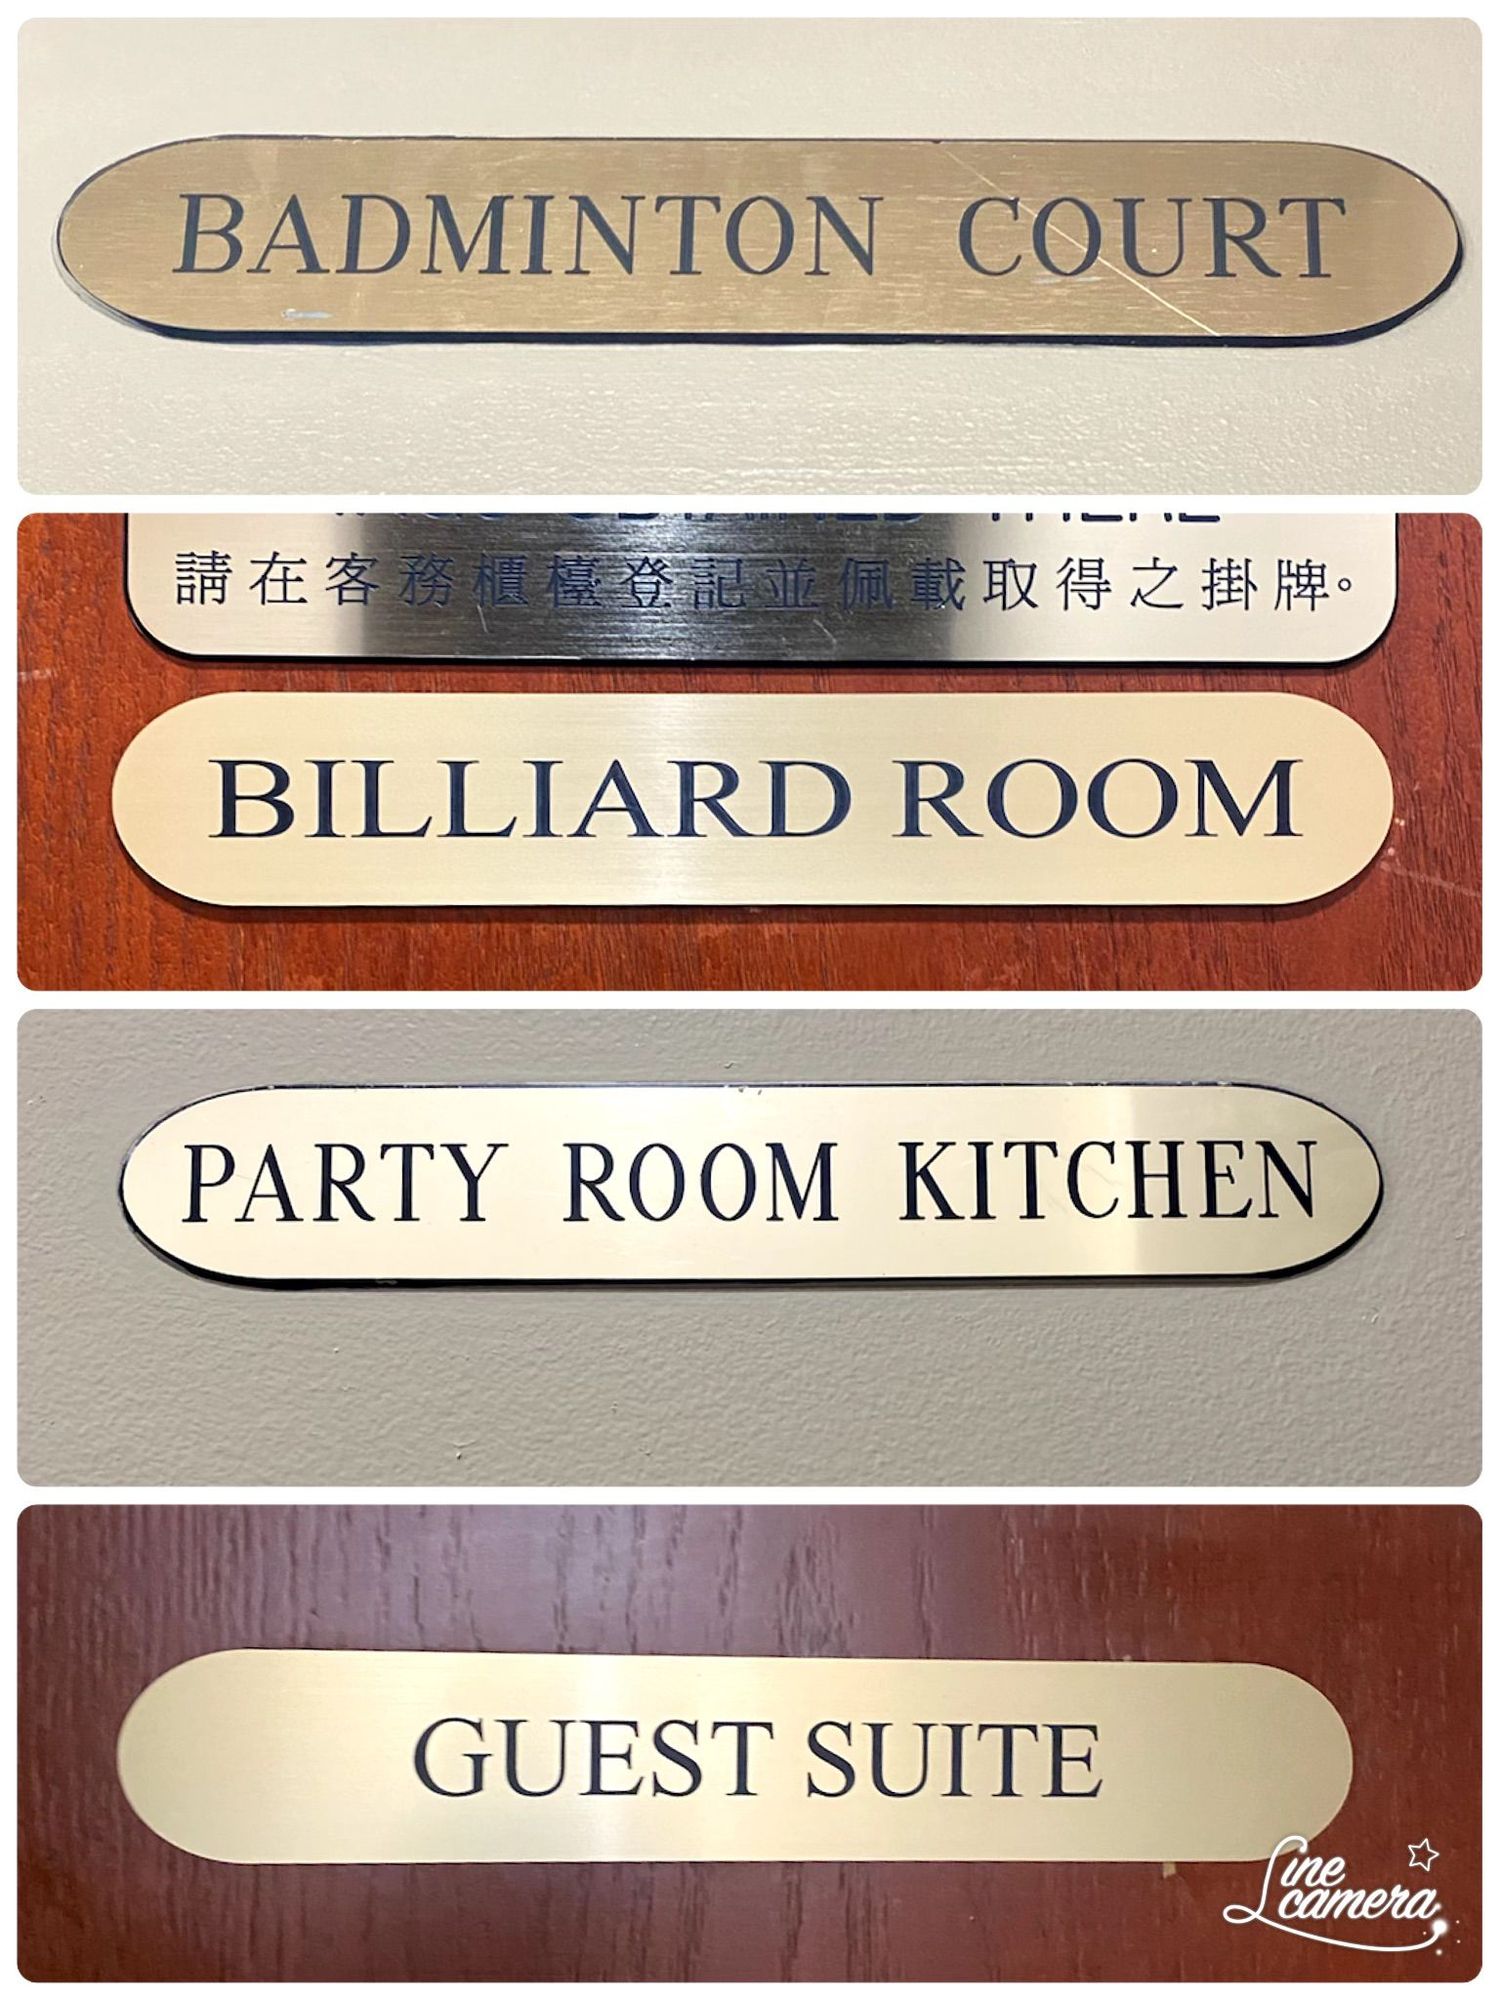 BADMINTON COURT
請在客務櫃檯登記並佩載取得之掛牌。
BILLIARD ROOM
PARTY ROOM KITCHEN
GUEST SUITE
Line
camera